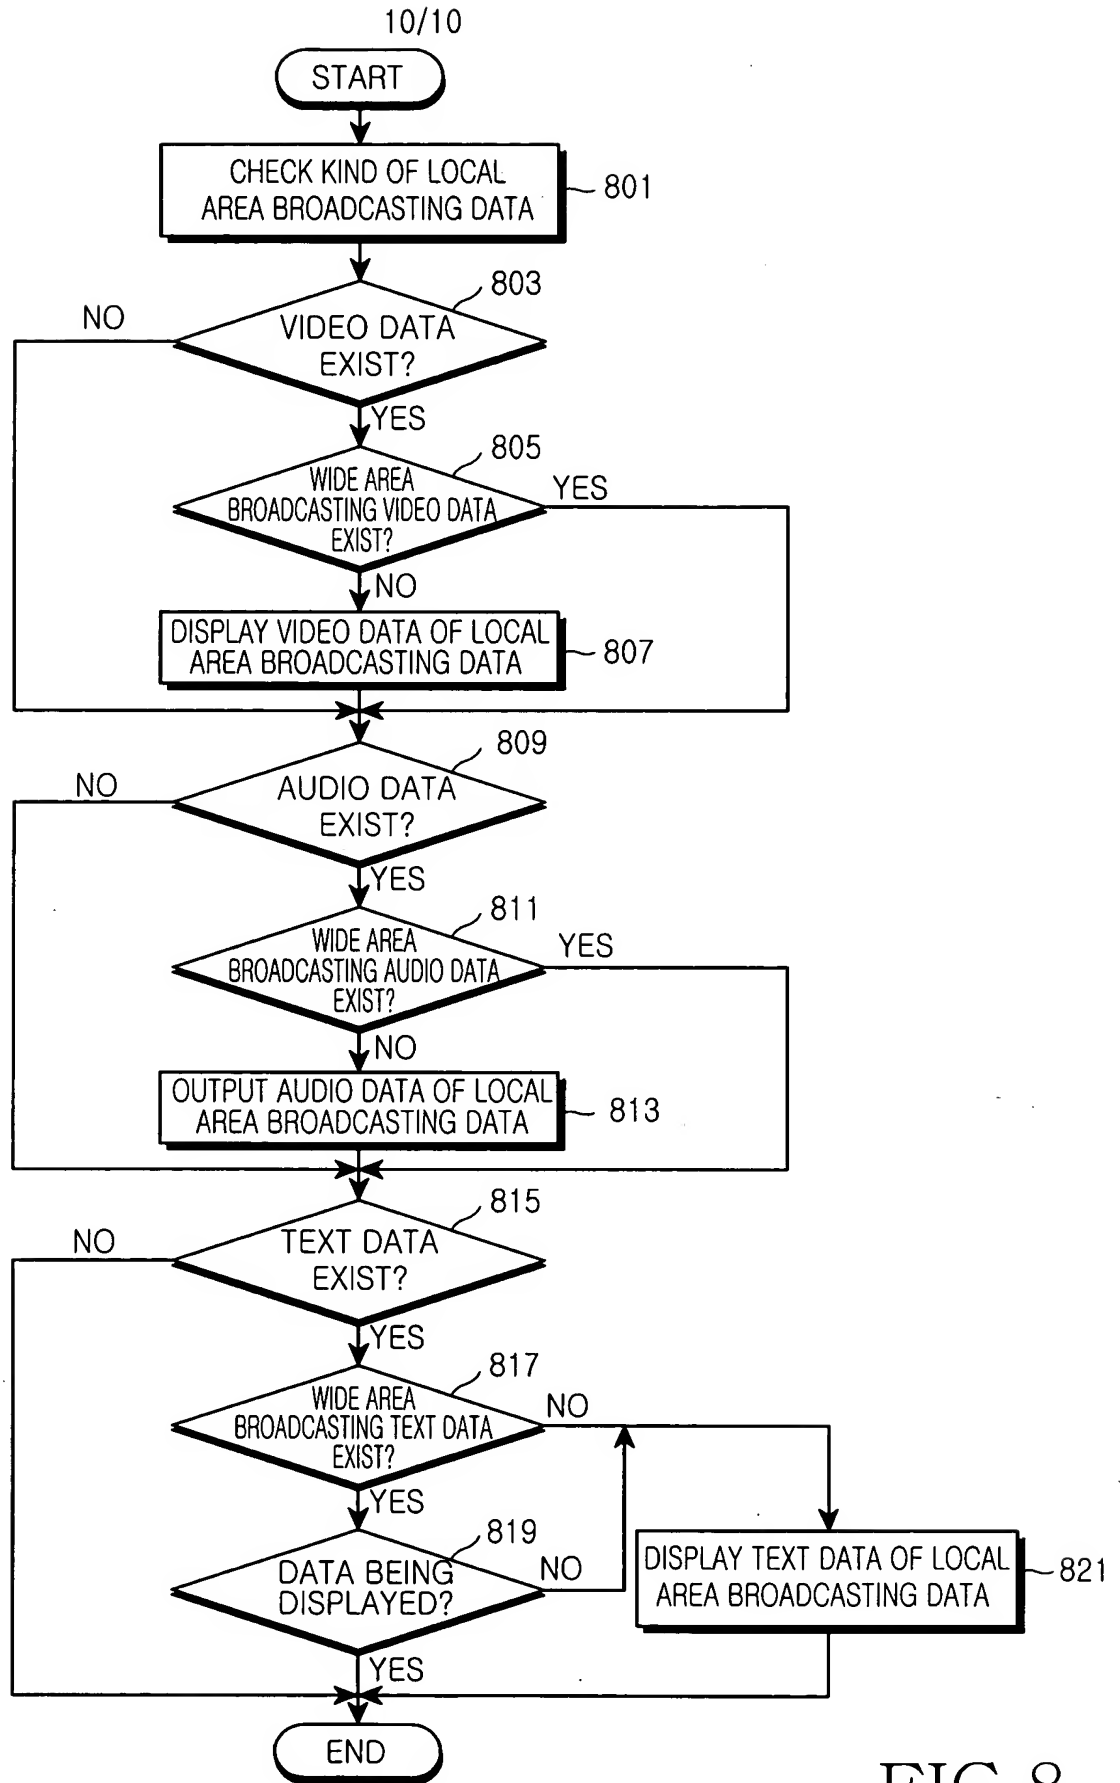 10/10
START
CHECK KIND OF LOCAL
AREA BROADCASTING DATA
801
803
NO
VIDEO DATA
EXIST?
YES
805
WIDE AREA
BROADCASTING VIDEO DATA
EXIST?
YES
NO
DISPLAY VIDEO DATA OF LOCAL
AREA BROADCASTING DATA
807
809
NO
AUDIO DATA
EXIST?
YES
811
WIDE AREA
BROADCASTING AUDIO DATA
EXIST?
YES
NO
OUTPUT AUDIO DATA OF LOCAL
AREA BROADCASTING DATA
813
815
NO
TEXT DATA
EXIST?
YES
817
WIDE AREA
BROADCASTING TEXT DATA
EXIST?
NO
YES
819
DATA BEING
DISPLAYED?
NO
DISPLAY TEXT DATA OF LOCAL
AREA BROADCASTING DATA
821
YES
END
FIG.8